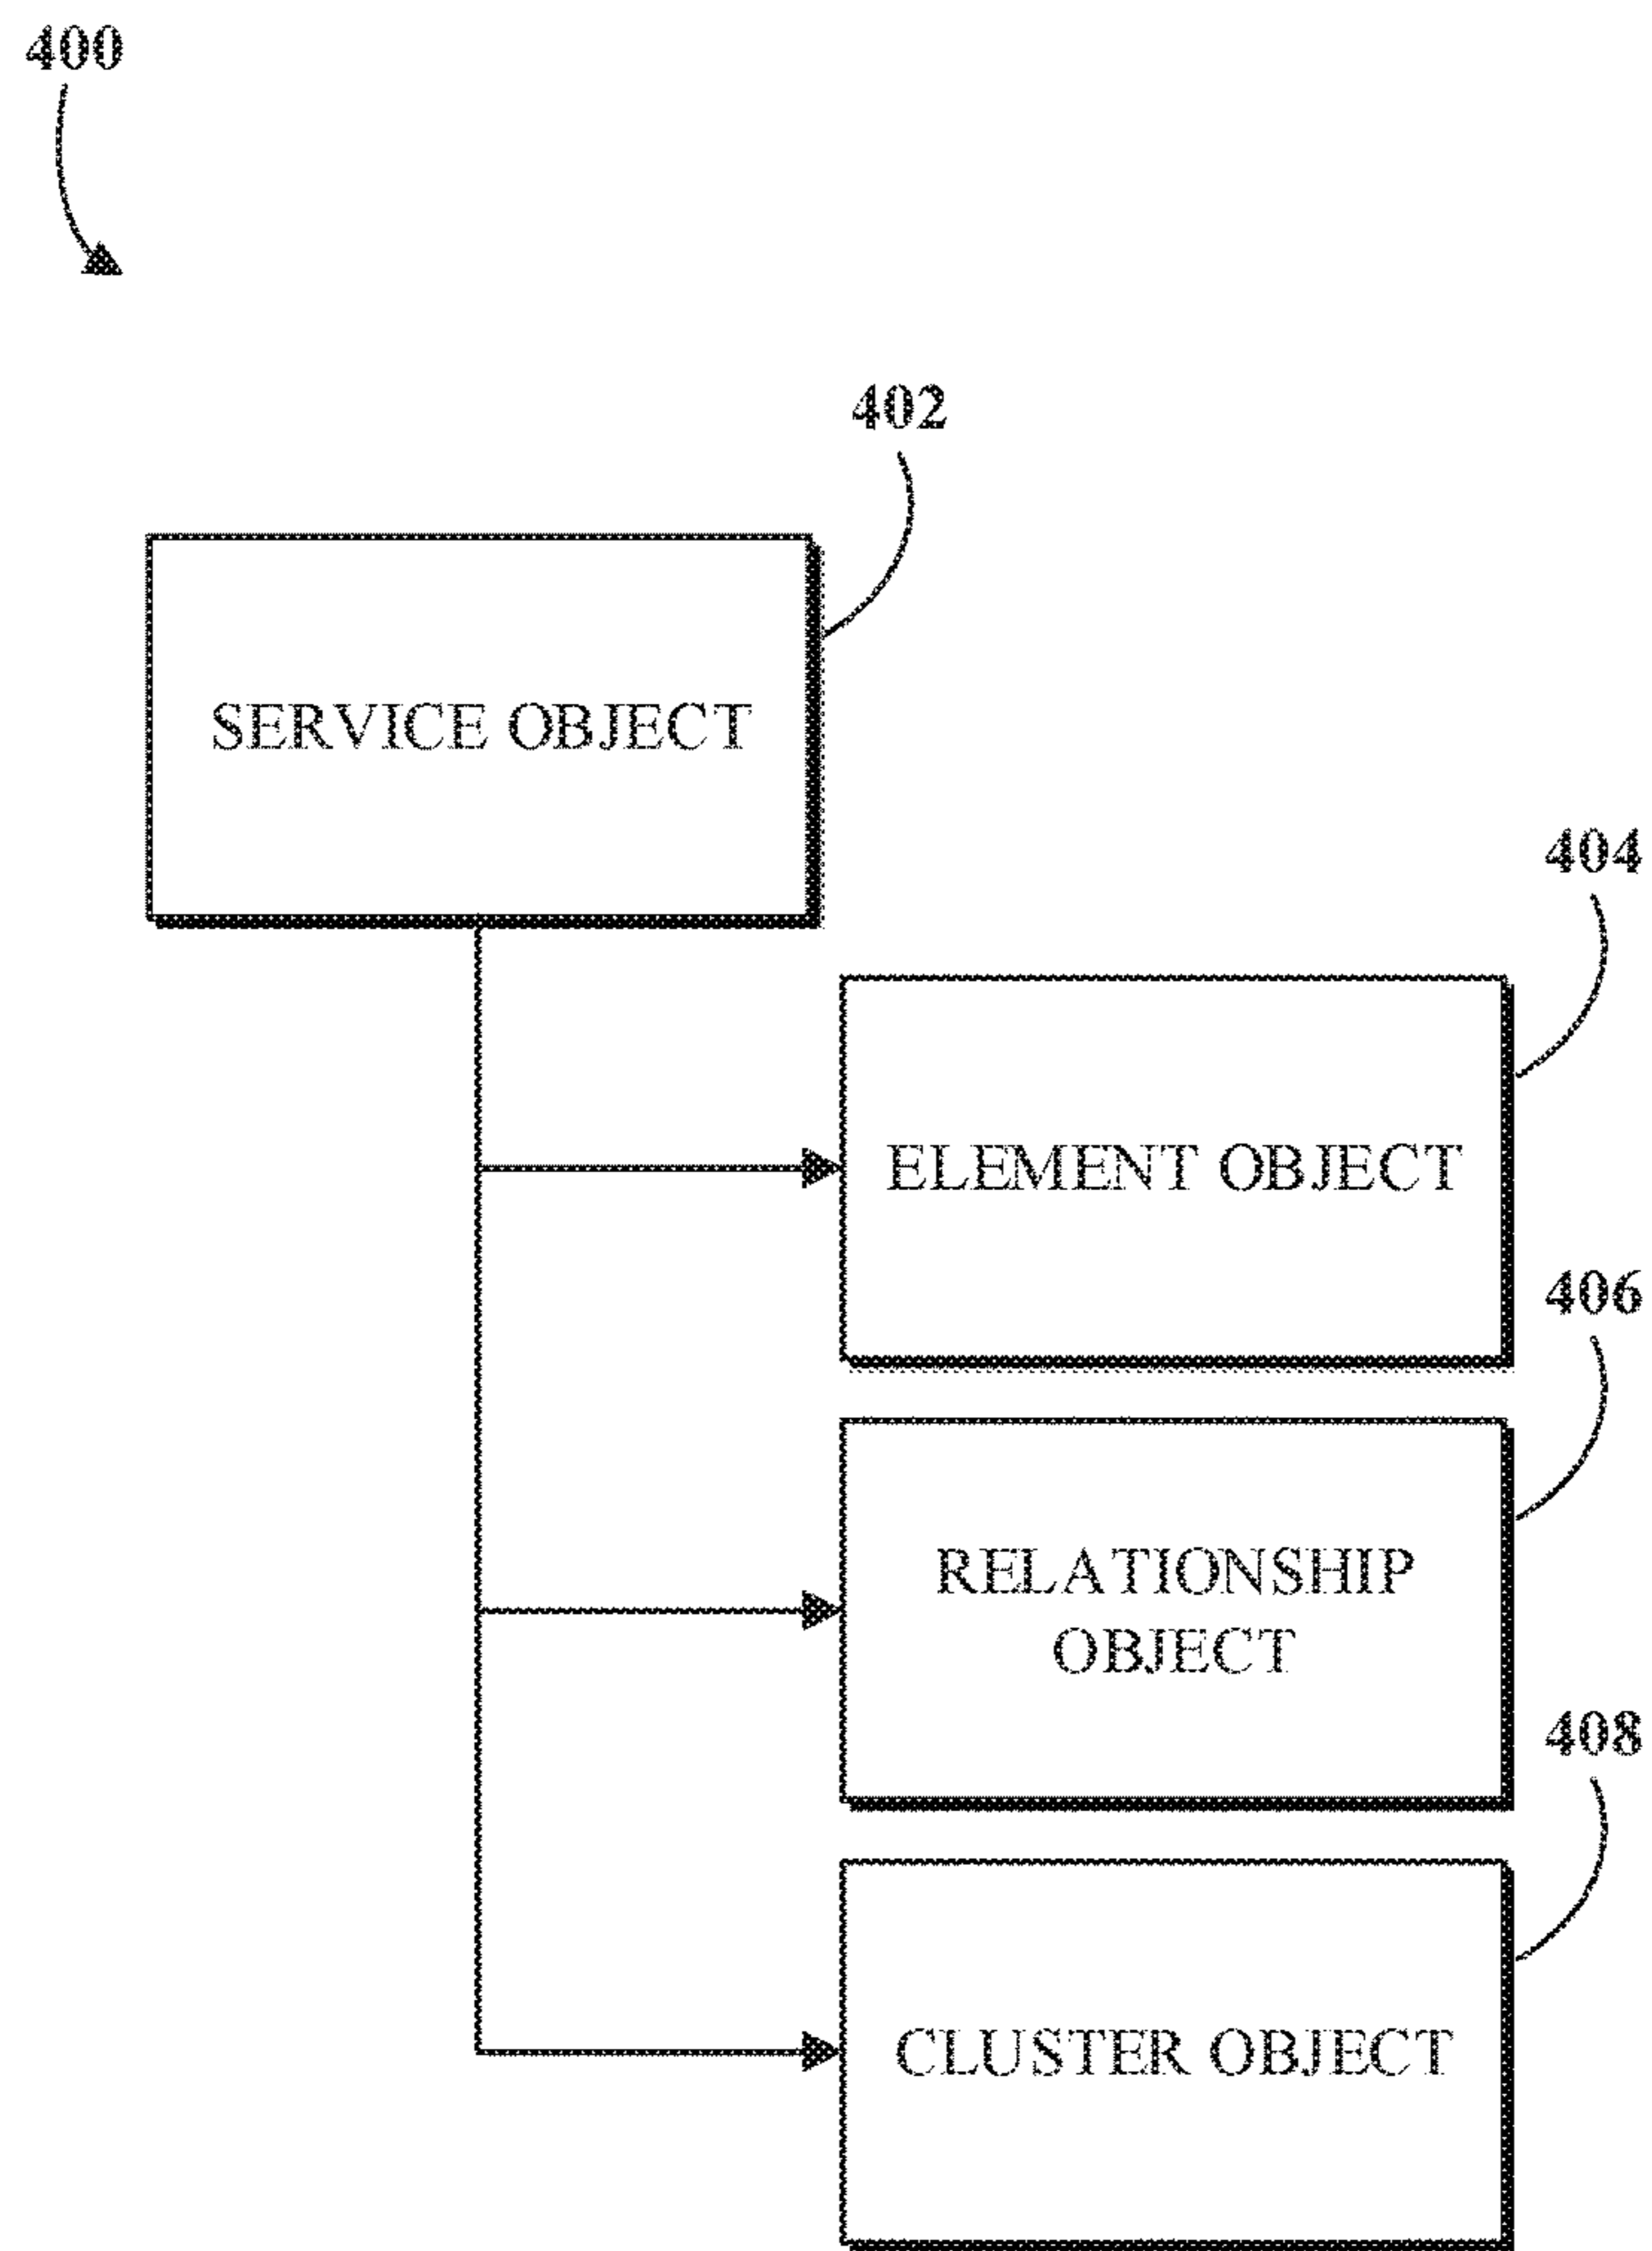 400
402
SERVICE OBJECT
404
ELEMENT OBJECT
406
RELATIONSHIP
OBJECT
408
CLUSTER OBJECT